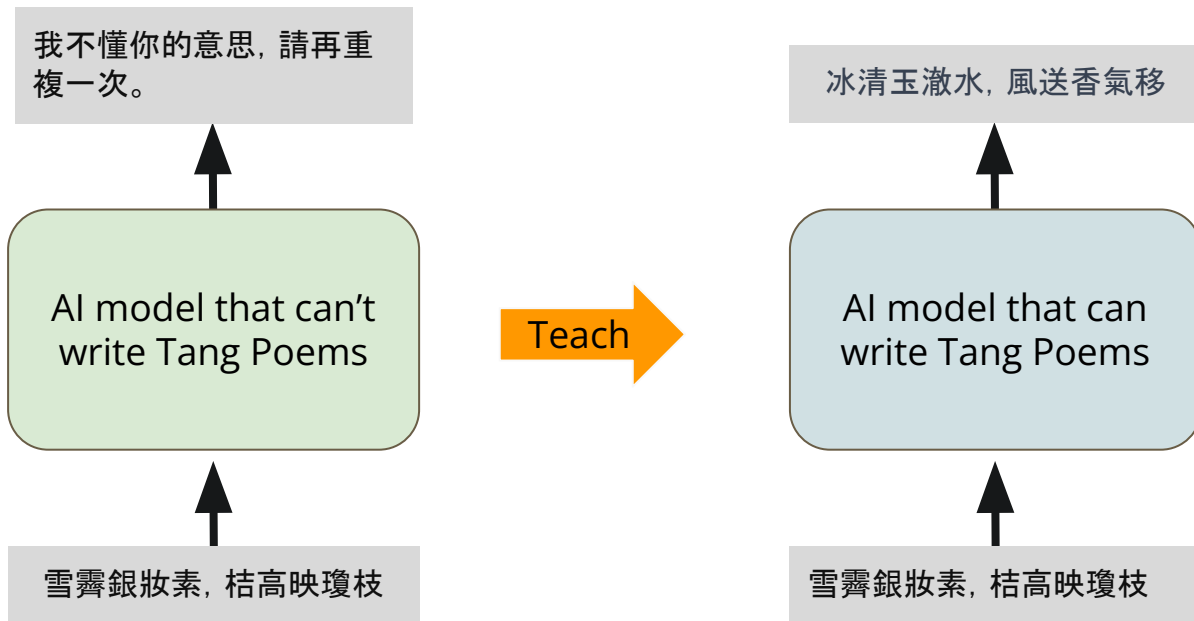 我不懂你的意思, 請再重
複一次。
冰清玉澈水, 風送香氣移
AI model that can't
write Tang Poems
Teach
AI model that can
write Tang Poems
雪霽銀妝素, 桔高映瓊枝
雪霽銀妝素, 桔高映瓊枝